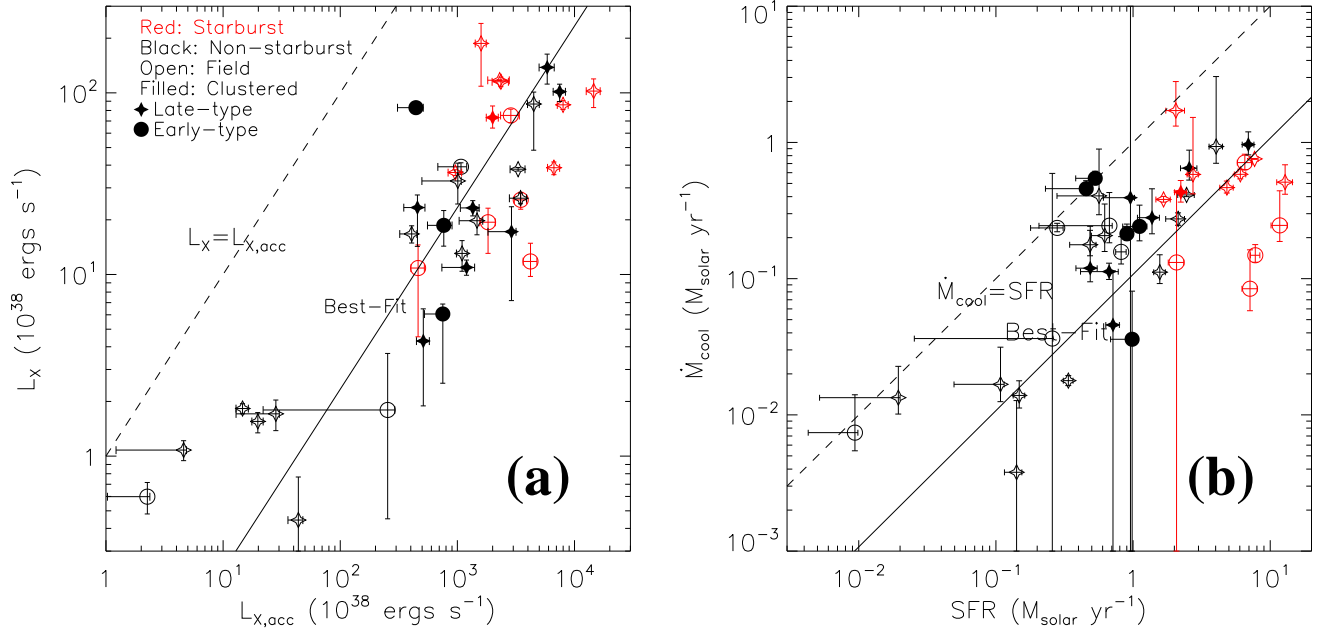 Red: Starburst
Black: Non-starburst
Open: Field
Filled: Clustered
Late-type
Early-type
L_X=L_X,acc
Best-Fit
(a)
10^2
10^1
1
L_X (10^38 ergs s^-1)
1 10^1 10^2 10^3 10^4
L_X,acc (10^38 ergs s^-1)
10^1
1
10^-1
10^-2
10^-3
Ṁ_cool (M_solar yr^-1)
Ṁ_cool=SFR
Best-Fit
(b)
10^-2 10^-1 1 10^1
SFR (M_solar yr^-1)